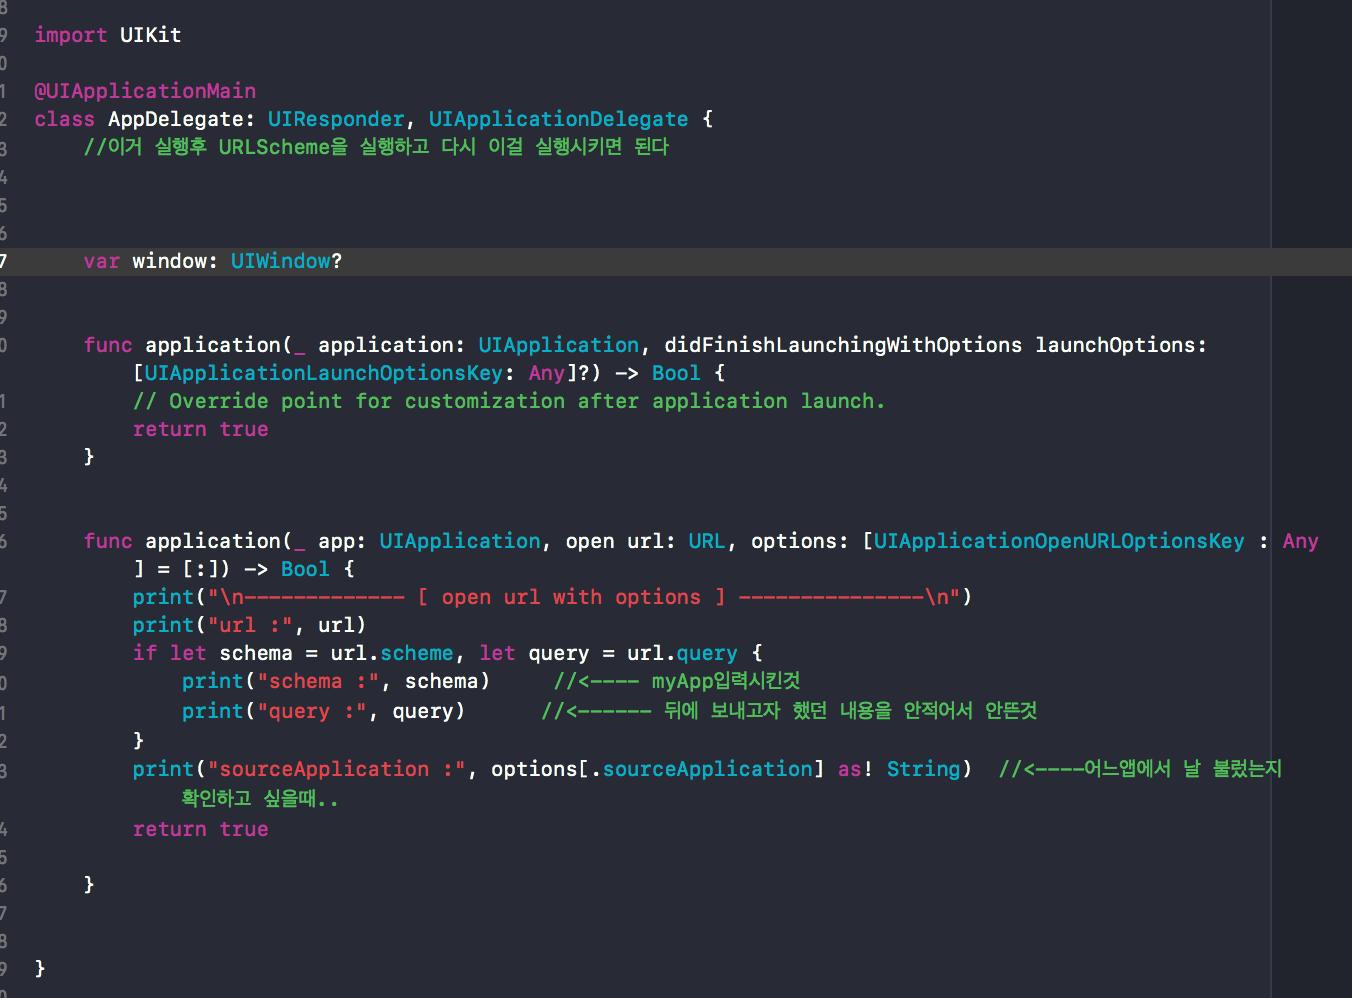 8
9 import UIKit
0
1 @UIApplicationMain
2 class AppDelegate: UIResponder, UIApplicationDelegate {
3 //이거 실행후 URLScheme을 실행하고 다시 이걸 실행시키면 된다
4
5
6
7 var window: UIWindow?
8
9
0 func application(_ application: UIApplication, didFinishLaunchingWithOptions launchOptions:
[UIApplicationLaunchOptionsKey: Any]?) -> Bool {
1 // Override point for customization after application launch.
2 return true
3 }
4
5
6 func application(_ app: UIApplication, open url: URL, options: [UIApplicationOpenURLOptionsKey : Any
] = [:]) -> Bool {
7 print("\n------------- [ open url with options ] ---------------\n")
8 print("url :", url)
9 if let schema = url.scheme, let query = url.query {
0 print("schema :", schema) //<---- myApp입력시킨것
1 print("query :", query) //<------ 뒤에 보내고자 했던 내용을 안적어서 안뜬것
2 }
3 print("sourceApplication :", options[.sourceApplication] as! String) //<----어느앱에서 날 불렀는지
확인하고 싶을때..
4 return true
5
6 }
7
8
9 }
0